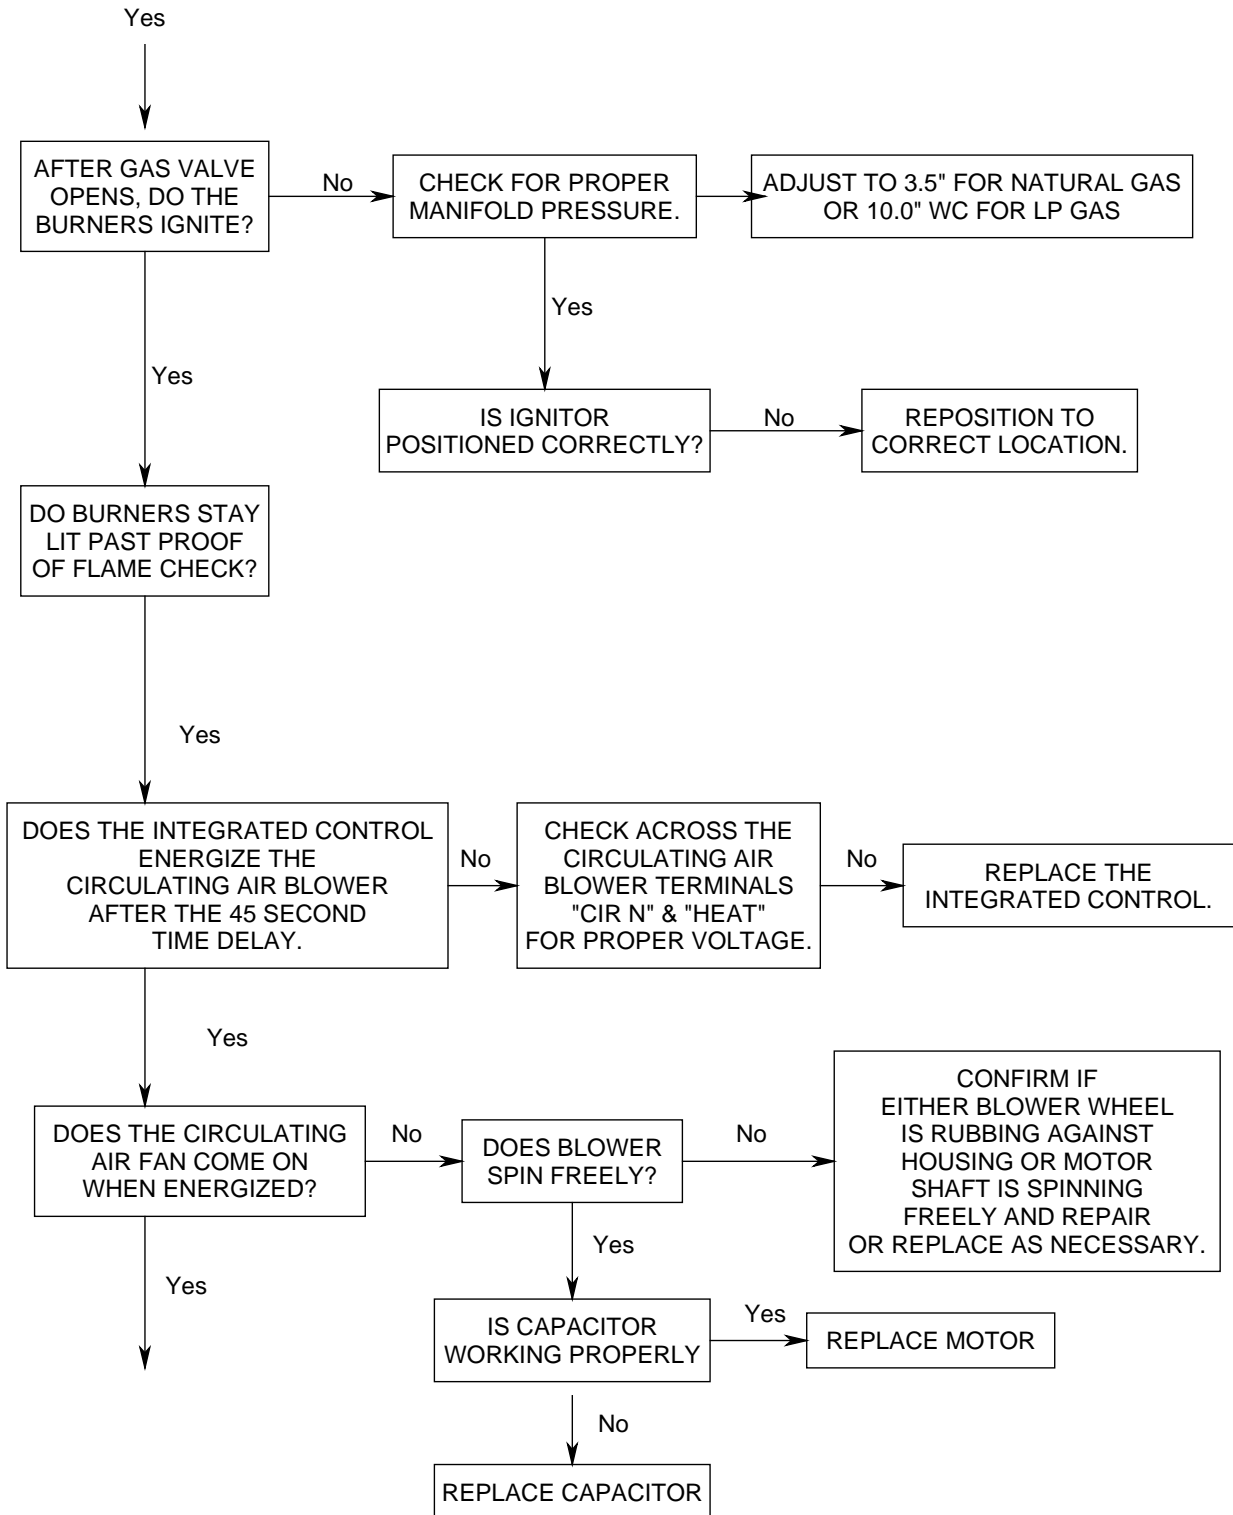 Yes
AFTER GAS VALVE
OPENS, DO THE
BURNERS IGNITE?
No
CHECK FOR PROPER
MANIFOLD PRESSURE.
ADJUST TO 3.5" FOR NATURAL GAS
OR 10.0" WC FOR LP GAS
Yes
Yes
IS IGNITOR
POSITIONED CORRECTLY?
No
REPOSITION TO
CORRECT LOCATION.
DO BURNERS STAY
LIT PAST PROOF
OF FLAME CHECK?
Yes
DOES THE INTEGRATED CONTROL
ENERGIZE THE
CIRCULATING AIR BLOWER
AFTER THE 45 SECOND
TIME DELAY.
No
CHECK ACROSS THE
CIRCULATING AIR
BLOWER TERMINALS
"CIR N" & "HEAT"
FOR PROPER VOLTAGE.
No
REPLACE THE
INTEGRATED CONTROL.
Yes
DOES THE CIRCULATING
AIR FAN COME ON
WHEN ENERGIZED?
No
DOES BLOWER
SPIN FREELY?
No
CONFIRM IF
EITHER BLOWER WHEEL
IS RUBBING AGAINST
HOUSING OR MOTOR
SHAFT IS SPINNING
FREELY AND REPAIR
OR REPLACE AS NECESSARY.
Yes
Yes
IS CAPACITOR
WORKING PROPERLY
Yes
REPLACE MOTOR
No
REPLACE CAPACITOR